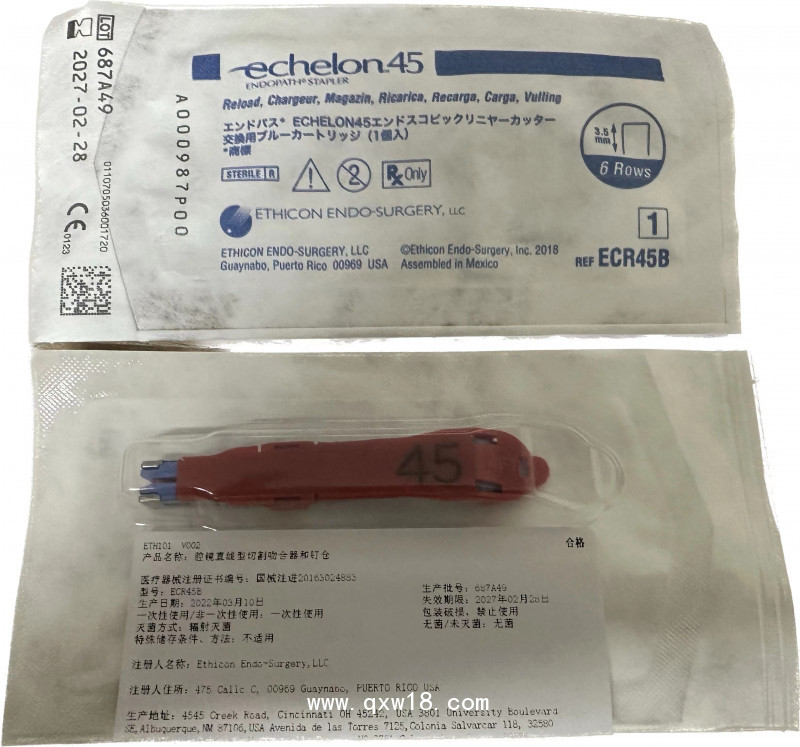 LOT 687A49
2027-02-28
0110705036001720
CE 0123
A000987P00
echelon 45
ENDOPATH® STAPLER
Reload, Chargeur, Magazin, Ricarica, Recarga, Carga, Vulling
エンドパス* ECHELON45エンドスコピックリニヤーカッター
交換用ブルーカートリッジ (1個入)
*商標
3.5 mm
6 Rows
STERILE R
2
Rx Only
ETHICON ENDO-SURGERY, LLC
1
ETHICON ENDO-SURGERY, LLC ©Ethicon Endo-Surgery, Inc. 2018
Guaynabo, Puerto Rico 00969 USA Assembled in Mexico
REF ECR45B
45
ETH101 V002
合格
产品名称: 腔镜直线型切割吻合器和钉仓
医疗器械注册证书编号: 国械注进20163024883
型号: ECR45B
生产批号: 687A49
生产日期: 2022年03月10日
失效期限: 2027年02月28日
一次性使用/非一次性使用: 一次性使用
包装破损、禁止使用
灭菌方式: 辐射灭菌
无菌/未灭菌: 无菌
特殊储存条件、方法: 不适用
注册人名称: Ethicon Endo-Surgery,LLC
注册人住所: 475 Calle C, 00969 Guaynabo, PUERTO RICO USA
www.qxw18.com
生产地址: 4545 Creek Road, Cincinnati OH 45242, USA 3801 University Boulevard
SE,Albuquerque,NM 87106,USA Avenida de las Torres 7125,Colonia Salvarcar 118, 32580